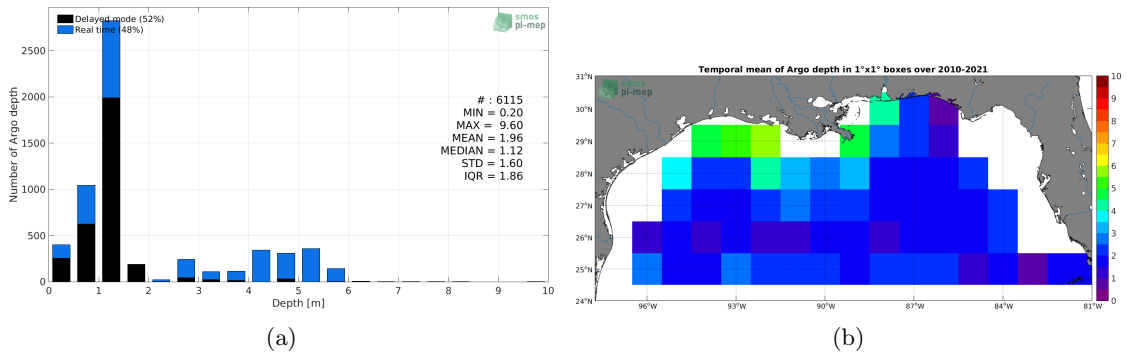 Delayed mode (52%)
Real time (48%)
smos
pi-mep
Number of Argo depth
2500
2000
1500
1000
500
0
# : 6115
MIN = 0.20
MAX = 9.60
MEAN = 1.96
MEDIAN = 1.12
STD = 1.60
IQR = 1.86
0 1 2 3 4 5 6 7 8 9 10
Depth [m]
(a)
Temporal mean of Argo depth in 1°x1° boxes over 2010-2021
smos
pi-mep
31°N
30°N
29°N
28°N
27°N
26°N
25°N
24°N
96°W 93°W 90°W 87°W 84°W 81°W
10
9
8
7
6
5
4
3
2
1
0
(b)